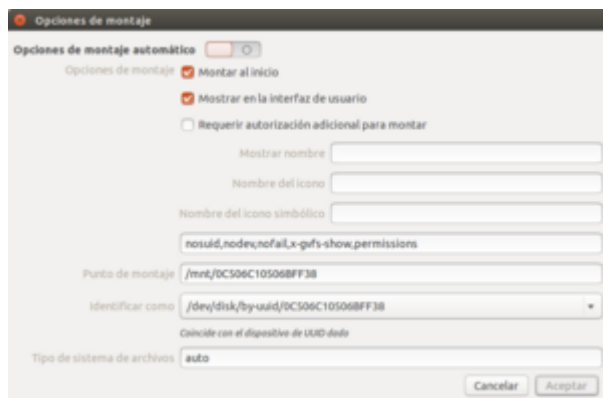 Opciones de montaje
Opciones de montaje automático
Opciones de montaje Montar al inicio
Mostrar en la interfaz de usuario
Requerir autorización adicional para montar
Mostrar nombre
Nombre del icono
Nombre del icono simbólico
nosuid,nodev,nofail,x-gvfs-show,permissions
Punto de montaje /mnt/0C506C10506BFF38
Identificar como /dev/disk/by-uuid/0C506C10506BFF38
Coincide con el dispositivo de UUID dado
Tipo de sistema de archivos auto
Cancelar Aceptar